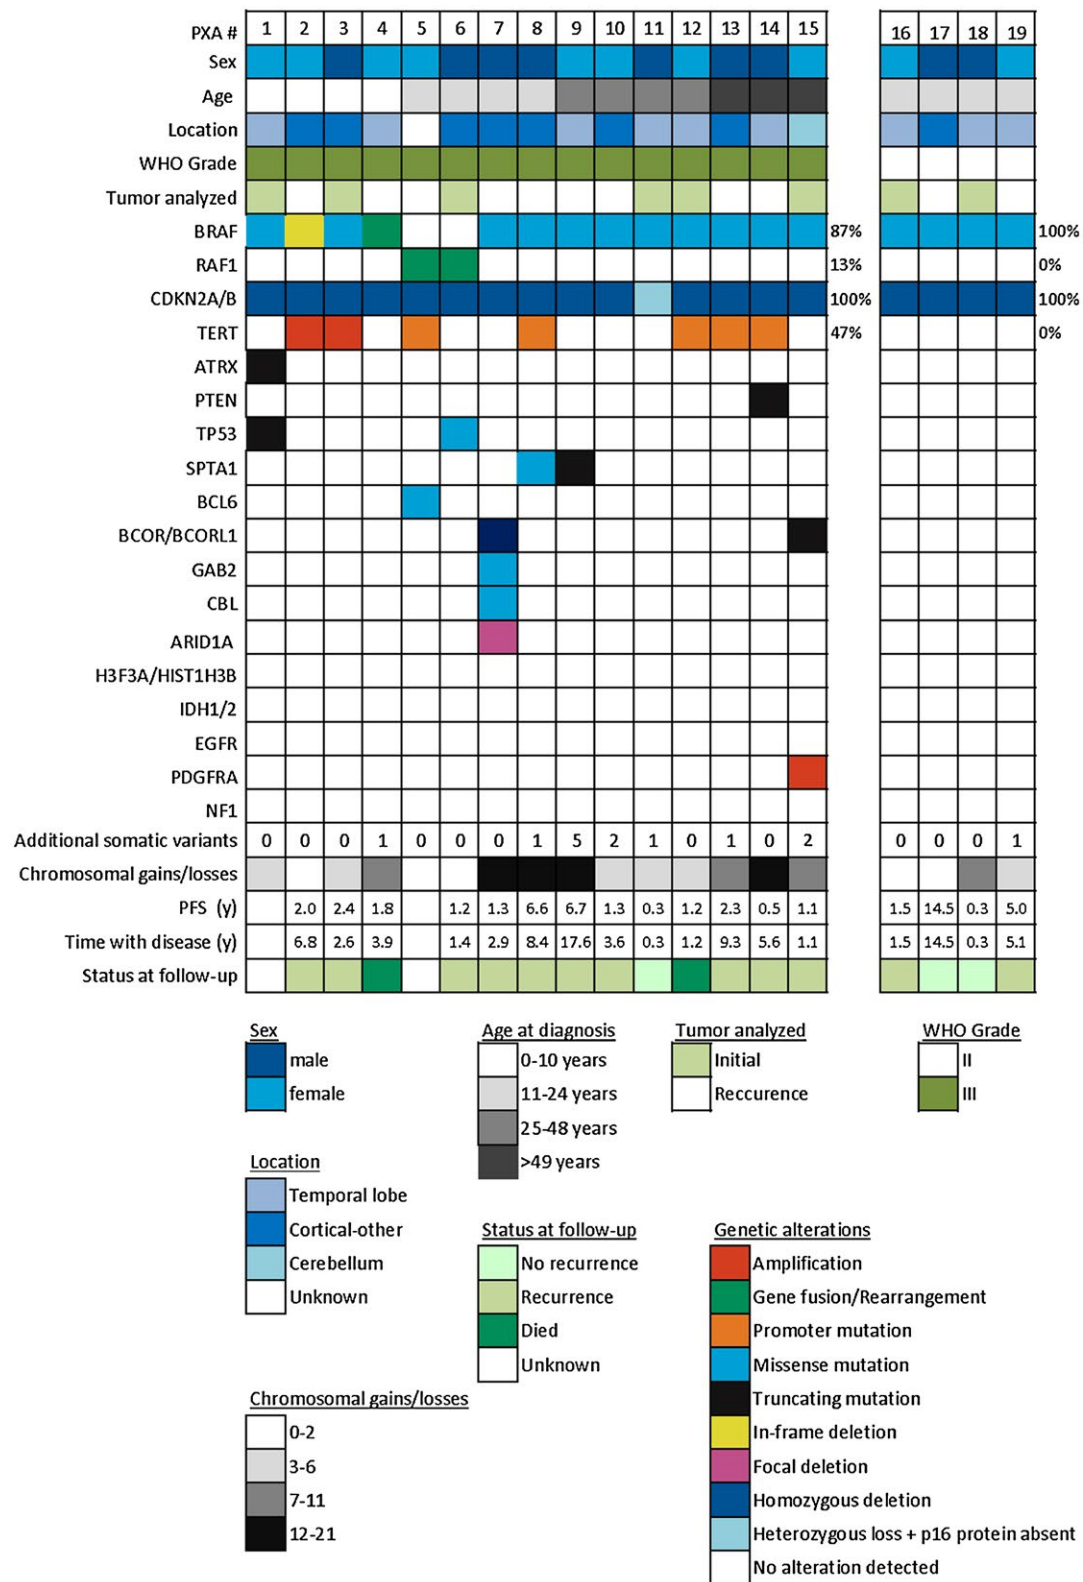 PXA # 1 2 3 4 5 6 7 8 9 10 11 12 13 14 15 16 17 18 19
Sex
Age
Location
WHO Grade
Tumor analyzed
BRAF 87% 100%
RAF1 13% 0%
CDKN2A/B 100% 100%
TERT 47% 0%
ATRX
PTEN
TP53
SPTA1
BCL6
BCOR/BCORL1
GAB2
CBL
ARID1A
H3F3A/HIST1H3B
IDH1/2
EGFR
PDGFRA
NF1
Additional somatic variants 0 0 0 1 0 0 0 1 5 2 1 0 1 0 2 0 0 0 1
Chromosomal gains/losses
PFS (y) 2.0 2.4 1.8 1.2 1.3 6.6 6.7 1.3 0.3 1.2 2.3 0.5 1.1 1.5 14.5 0.3 5.0
Time with disease (y) 6.8 2.6 3.9 1.4 2.9 8.4 17.6 3.6 0.3 1.2 9.3 5.6 1.1 1.5 14.5 0.3 5.1
Status at follow-up
Sex
male
female
Age at diagnosis
0-10 years
11-24 years
25-48 years
>49 years
Tumor analyzed
Initial
Reccurence
WHO Grade
II
III
Location
Temporal lobe
Cortical-other
Cerebellum
Unknown
Status at follow-up
No recurrence
Recurrence
Died
Unknown
Genetic alterations
Amplification
Gene fusion/Rearrangement
Promoter mutation
Missense mutation
Truncating mutation
In-frame deletion
Focal deletion
Homozygous deletion
Heterozygous loss + p16 protein absent
No alteration detected
Chromosomal gains/losses
0-2
3-6
7-11
12-21